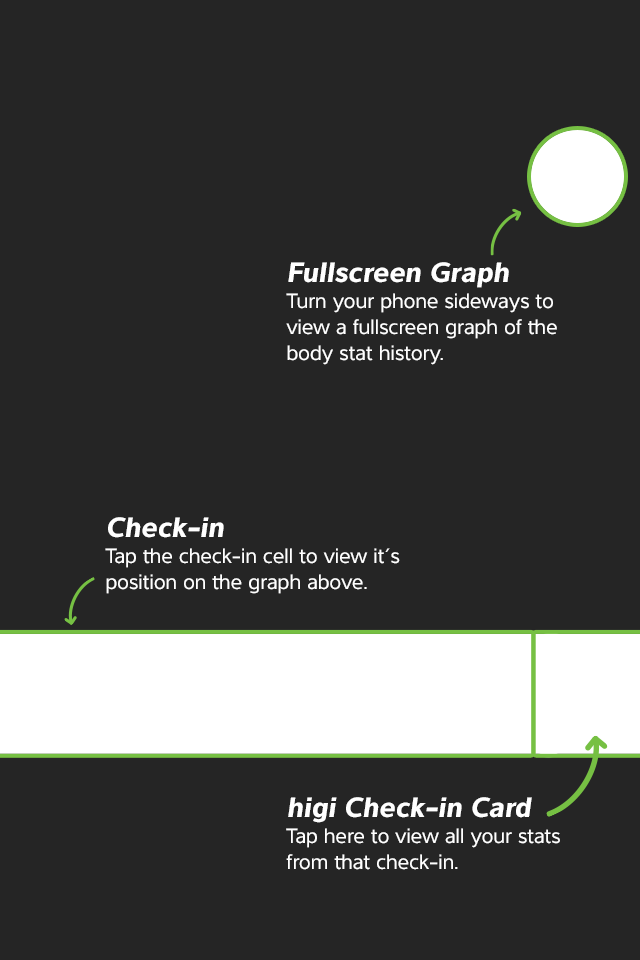 Fullscreen Graph
Turn your phone sideways to
view a fullscreen graph of the
body stat history.
Check-in
Tap the check-in cell to view it´s
position on the graph above.
higi Check-in Card
Tap here to view all your stats
from that check-in.